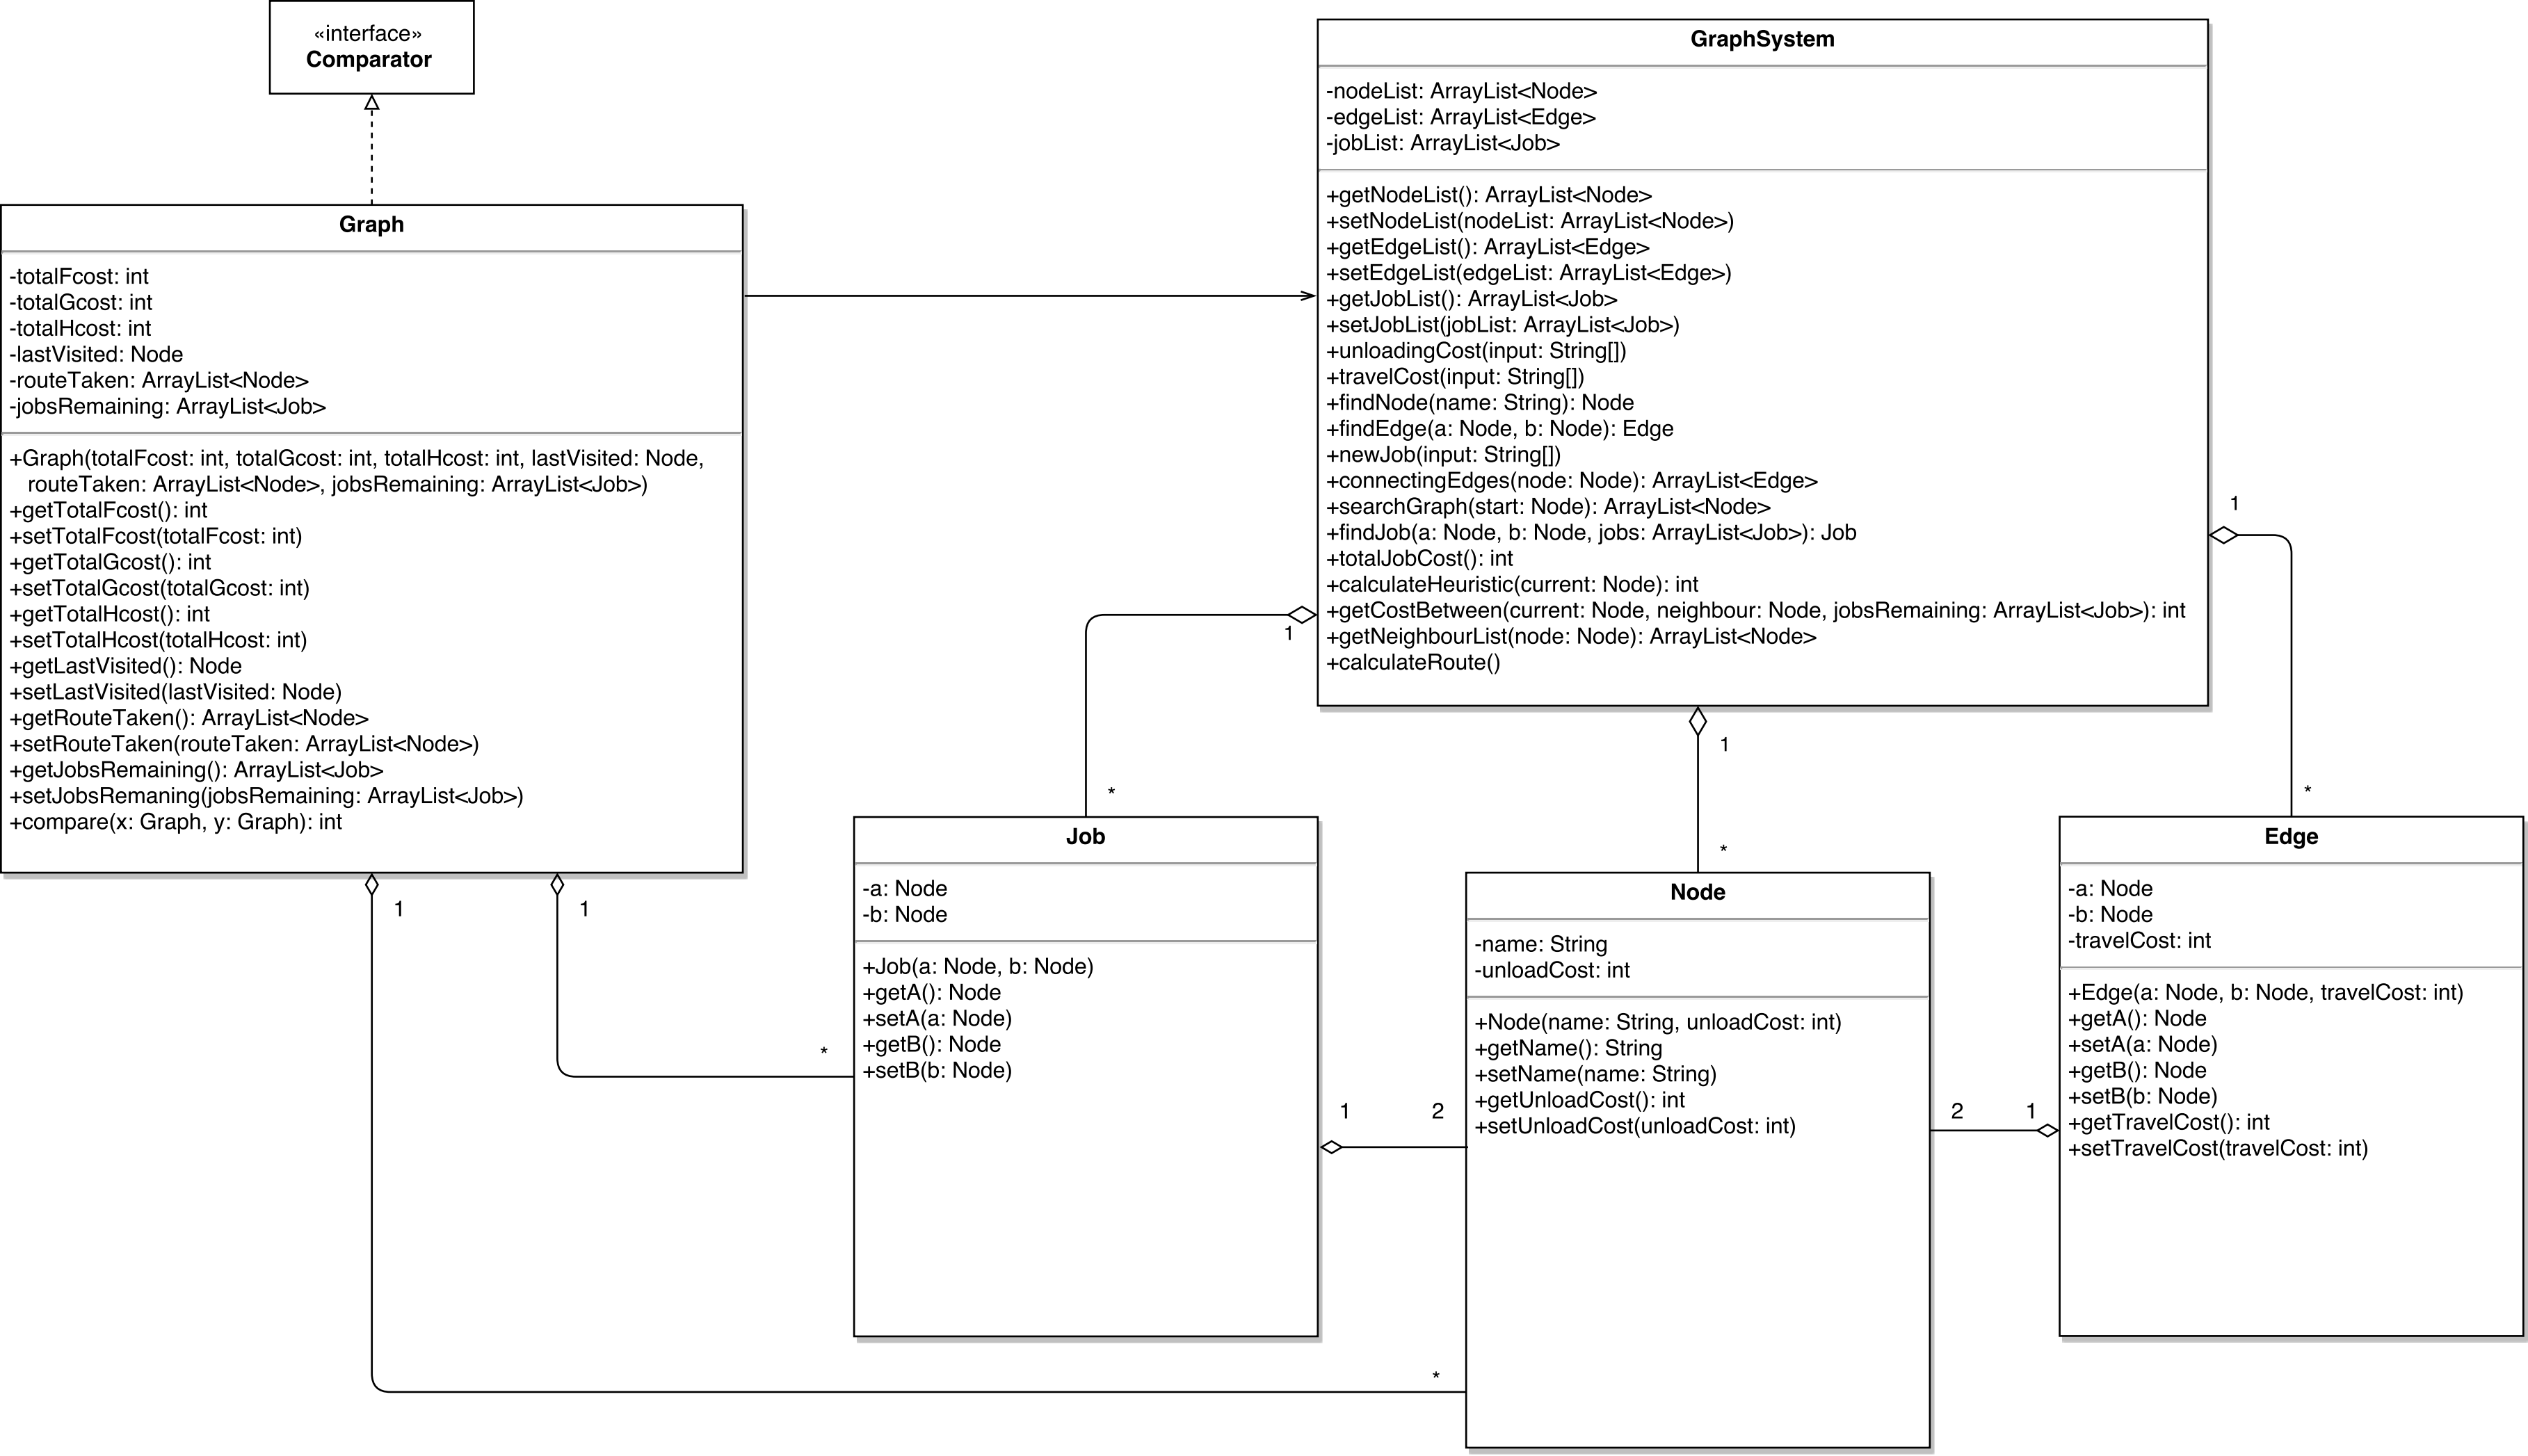 «interface»
Comparator
Graph
-totalFcost: int
-totalGcost: int
-totalHcost: int
-lastVisited: Node
-routeTaken: ArrayList<Node>
-jobsRemaining: ArrayList<Job>
+Graph(totalFcost: int, totalGcost: int, totalHcost: int, lastVisited: Node,
routeTaken: ArrayList<Node>, jobsRemaining: ArrayList<Job>)
+getTotalFcost(): int
+setTotalFcost(totalFcost: int)
+getTotalGcost(): int
+setTotalGcost(totalGcost: int)
+getTotalHcost(): int
+setTotalHcost(totalHcost: int)
+getLastVisited(): Node
+setLastVisited(lastVisited: Node)
+getRouteTaken(): ArrayList<Node>
+setRouteTaken(routeTaken: ArrayList<Node>)
+getJobsRemaining(): ArrayList<Job>
+setJobsRemaning(jobsRemaining: ArrayList<Job>)
+compare(x: Graph, y: Graph): int
1
1
*
*
GraphSystem
-nodeList: ArrayList<Node>
-edgeList: ArrayList<Edge>
-jobList: ArrayList<Job>
+getNodeList(): ArrayList<Node>
+setNodeList(nodeList: ArrayList<Node>)
+getEdgeList(): ArrayList<Edge>
+setEdgeList(edgeList: ArrayList<Edge>)
+getJobList(): ArrayList<Job>
+setJobList(jobList: ArrayList<Job>)
+unloadingCost(input: String[])
+travelCost(input: String[])
+findNode(name: String): Node
+findEdge(a: Node, b: Node): Edge
+newJob(input: String[])
+connectingEdges(node: Node): ArrayList<Edge>
+searchGraph(start: Node): ArrayList<Node>
+findJob(a: Node, b: Node, jobs: ArrayList<Job>): Job
+totalJobCost(): int
+calculateHeuristic(current: Node): int
+getCostBetween(current: Node, neighbour: Node, jobsRemaining: ArrayList<Job>): int
+getNeighbourList(node: Node): ArrayList<Node>
+calculateRoute()
1
*
1
*
1
*
Job
-a: Node
-b: Node
+Job(a: Node, b: Node)
+getA(): Node
+setA(a: Node)
+getB(): Node
+setB(b: Node)
1
2
Node
-name: String
-unloadCost: int
+Node(name: String, unloadCost: int)
+getName(): String
+setName(name: String)
+getUnloadCost(): int
+setUnloadCost(unloadCost: int)
2
1
Edge
-a: Node
-b: Node
-travelCost: int
+Edge(a: Node, b: Node, travelCost: int)
+getA(): Node
+setA(a: Node)
+getB(): Node
+setB(b: Node)
+getTravelCost(): int
+setTravelCost(travelCost: int)